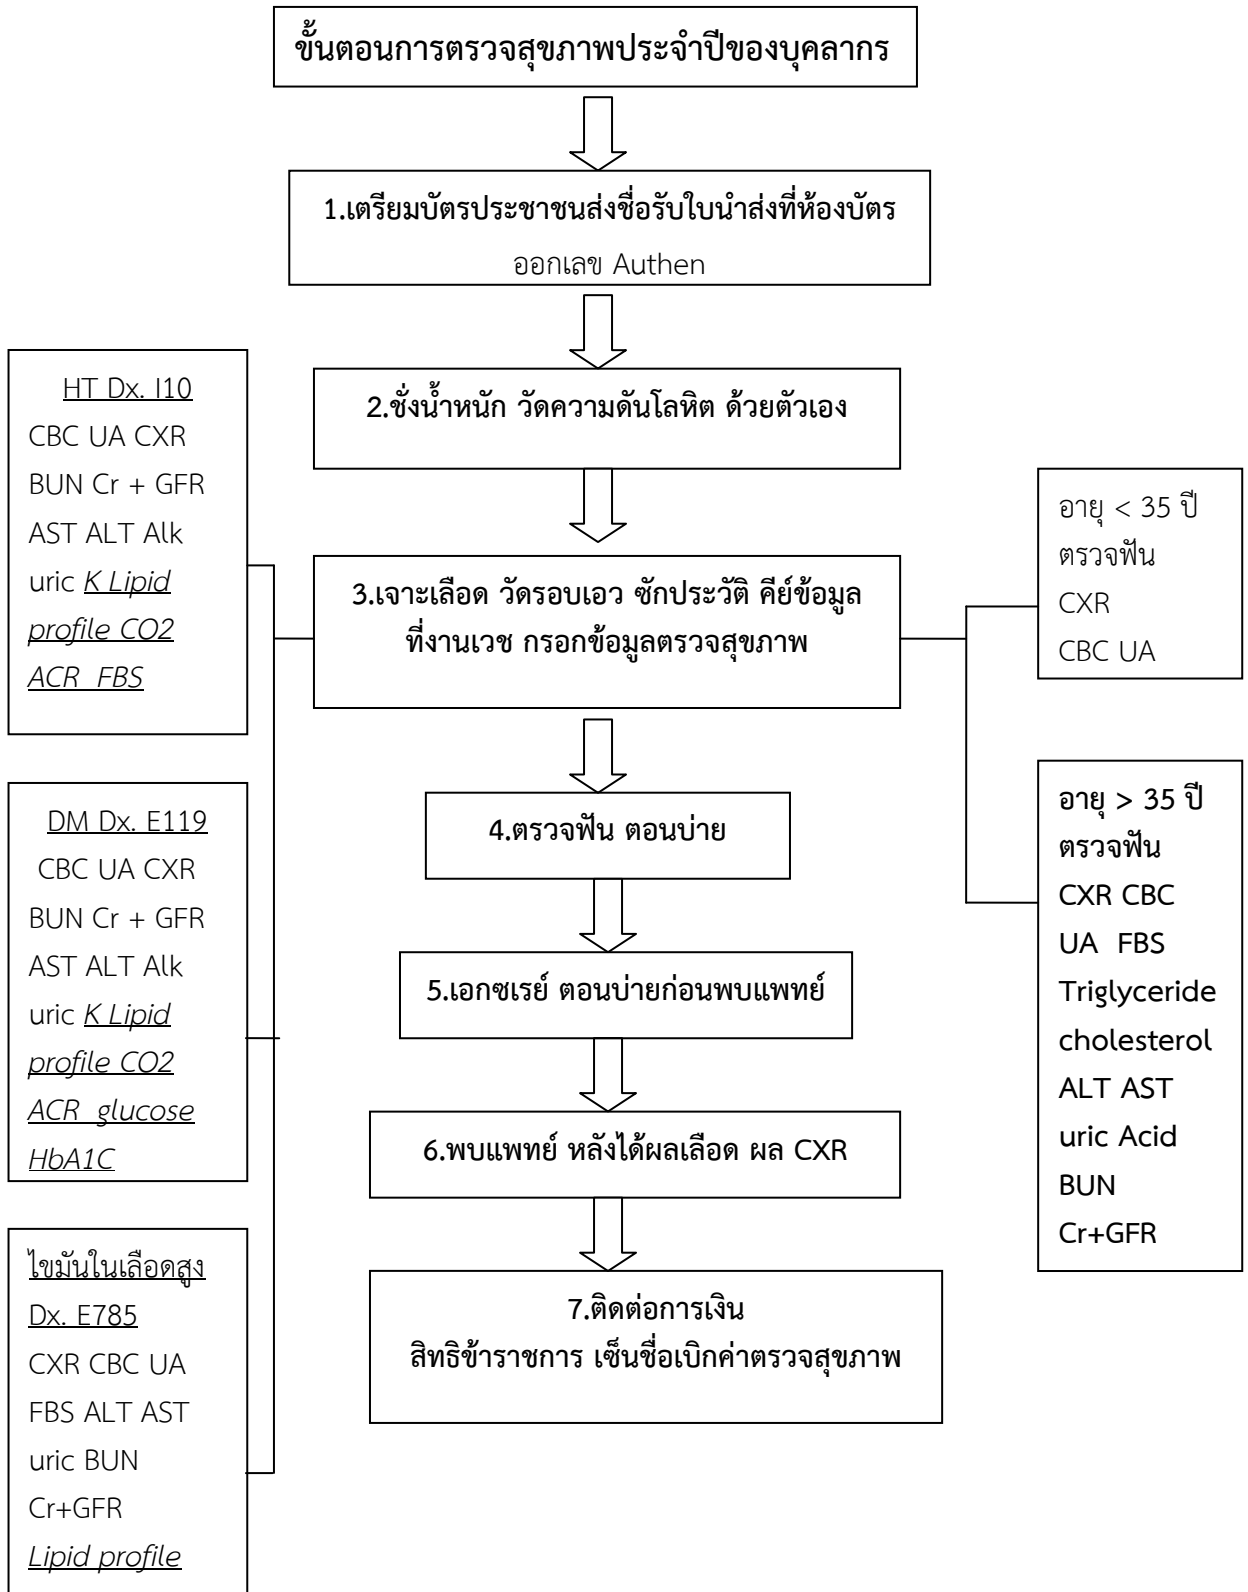 ขั้นตอนการตรวจสุขภาพประจำปีของบุคลากร
1.เตรียมบัตรประชาชนส่งชื่อรับใบนำส่งที่ห้องบัตร
ออกเลข Authen
2.ชั่งน้ำหนัก วัดความดันโลหิต ด้วยตัวเอง
3.เจาะเลือด วัดรอบเอว ซักประวัติ คีย์ข้อมูล
ที่งานเวช กรอกข้อมูลตรวจสุขภาพ
4.ตรวจฟัน ตอนบ่าย
5.เอกซเรย์ ตอนบ่ายก่อนพบแพทย์
6.พบแพทย์ หลังได้ผลเลือด ผล CXR
7.ติดต่อการเงิน
สิทธิข้าราชการ เซ็นชื่อเบิกค่าตรวจสุขภาพ
HT Dx. I10
CBC UA CXR
BUN Cr + GFR
AST ALT Alk
uric K Lipid
profile CO2
ACR FBS
DM Dx. E119
CBC UA CXR
BUN Cr + GFR
AST ALT Alk
uric K Lipid
profile CO2
ACR glucose
HbA1C
ไขมันในเลือดสูง
Dx. E785
CXR CBC UA
FBS ALT AST
uric BUN
Cr+GFR
Lipid profile
อายุ < 35 ปี
ตรวจฟัน
CXR
CBC UA
อายุ > 35 ปี
ตรวจฟัน
CXR CBC
UA FBS
Triglyceride
cholesterol
ALT AST
uric Acid
BUN
Cr+GFR